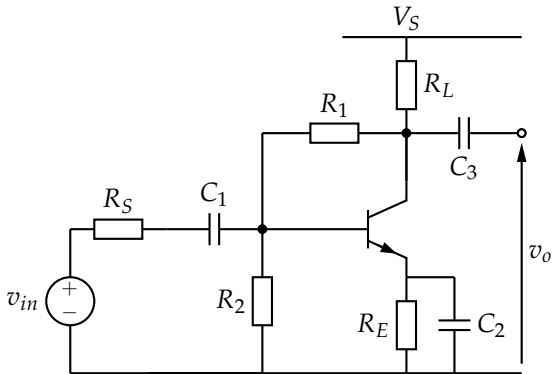 V_S
R_L
R_1
C_3
R_S
C_1
v_o
v_in
+
−
R_2
R_E
C_2